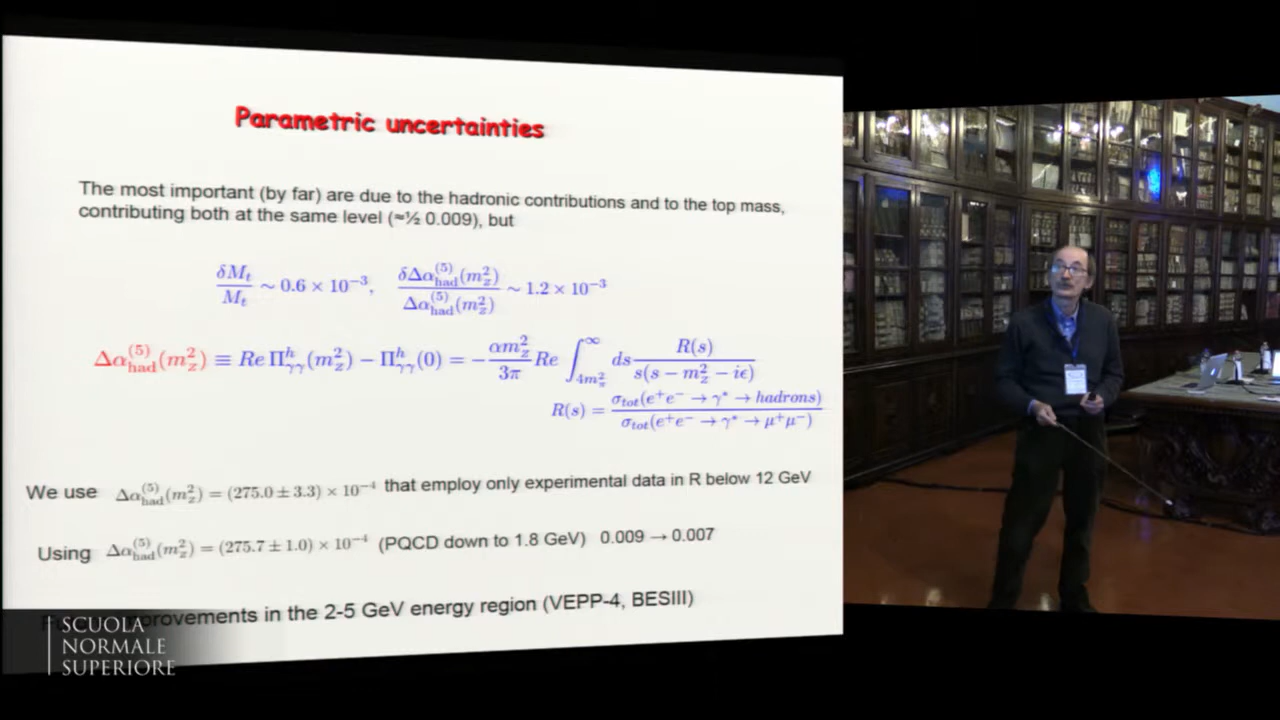 Parametric uncertainties
The most important (by far) are due to the hadronic contributions and to the top mass,
contributing both at the same level (≈½ 0.009), but
δM_t/M_t ∼ 0.6 × 10⁻³, δΔα_had^(5)(m_z²)/Δα_had^(5)(m_z²) ∼ 1.2 × 10⁻³
Δα_had^(5)(m_z²) ≡ Re Π_γγ^h(m_z²) − Π_γγ^h(0) = −αm_z²/3π Re ∫_{4m_π²}^∞ ds R(s)/s(s − m_z² − iϵ)
R(s) = σ_tot(e⁺e⁻ → γ* → hadrons)/σ_tot(e⁺e⁻ → γ* → μ⁺μ⁻)
We use Δα_had^(5)(m_z²) = (275.0 ± 3.3) × 10⁻⁴ that employ only experimental data in R below 12 GeV
Using Δα_had^(5)(m_z²) = (275.7 ± 1.0) × 10⁻⁴ (PQCD down to 1.8 GeV) 0.009 → 0.007
in the 2-5 GeV energy region (VEPP-4, BESIII)
SCUOLA
NORMALE
SUPERIORE